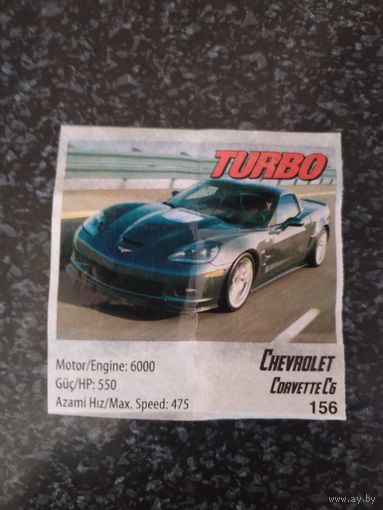 TURBO
Motor/Engine: 6000
Güç/HP: 550
Azami Hız/Max. Speed: 475
CHEVROLET
CORVETTE C6
156
www.ay.by